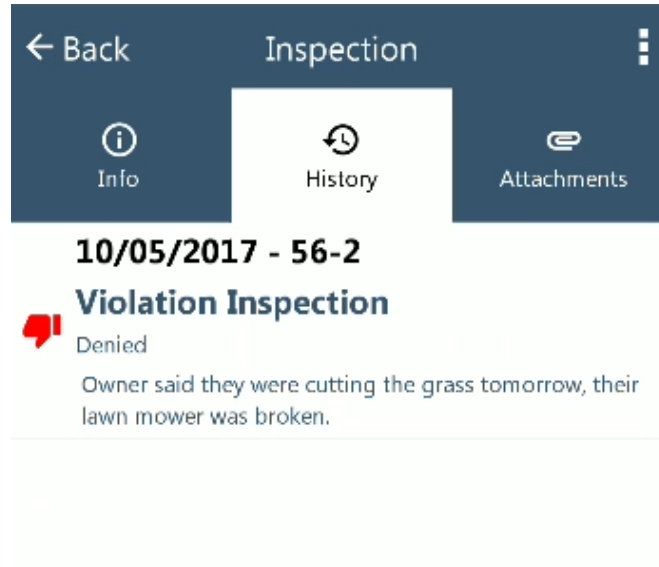 Back Inspection
Info History Attachments
10/05/2017 - 56-2
Violation Inspection
Denied
Owner said they were cutting the grass tomorrow, their
lawn mower was broken.